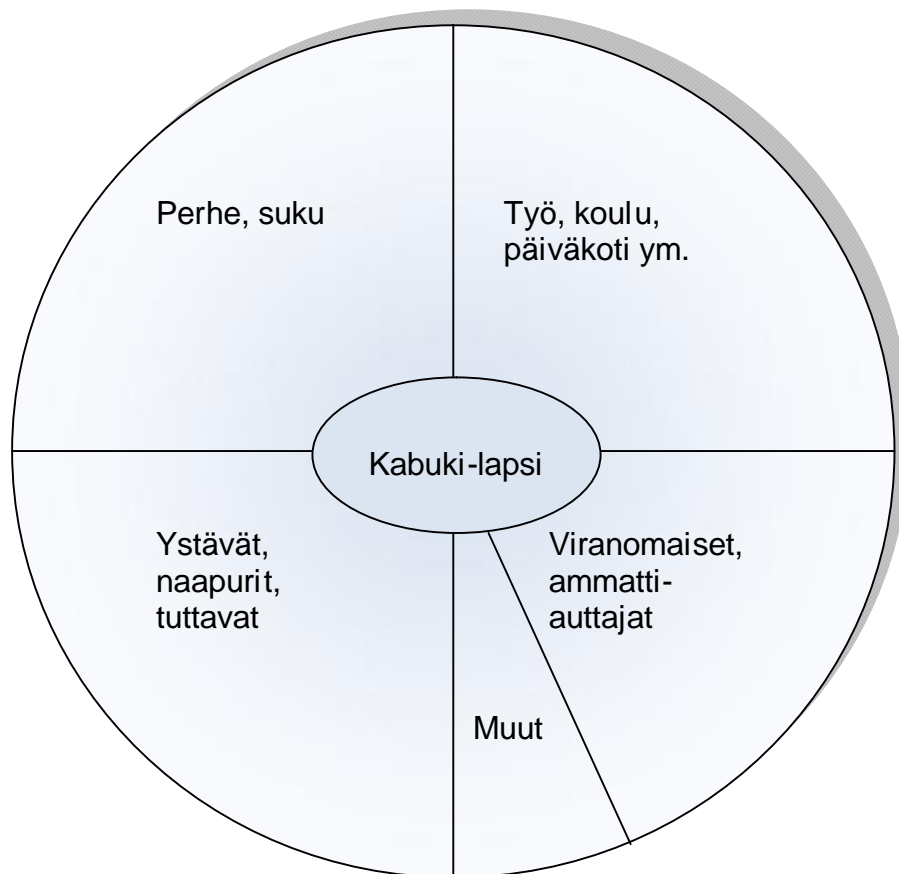 Perhe, suku
Työ, koulu,
päiväkoti ym.
Kabuki-lapsi
Ystävät,
naapurit,
tuttavat
Viranomaiset,
ammatti-
auttajat
Muut